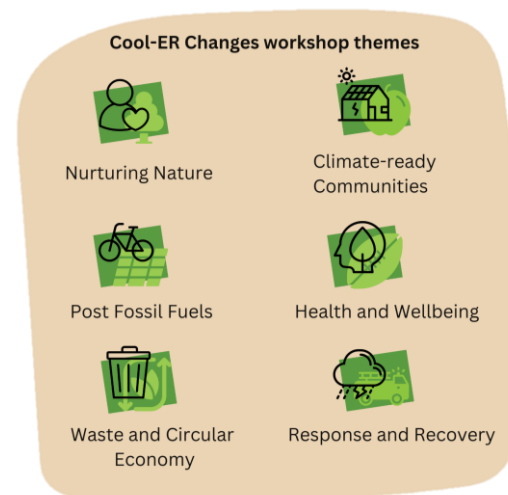 Cool-ER Changes workshop themes
Nurturing Nature
Climate-ready
Communities
Post Fossil Fuels
Health and Wellbeing
Waste and Circular
Economy
Response and Recovery